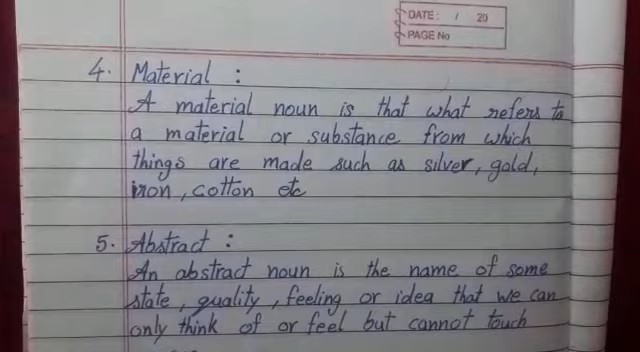 DATE: / 20
PAGE No
4. Material :
A material noun is that what refers to
a material or substance from which
things are made such as silver, gold,
iron, cotton etc
5. Abstract :
An abstract noun is the name of some
state, quality, feeling or idea that we can
only think of or feel but cannot touch